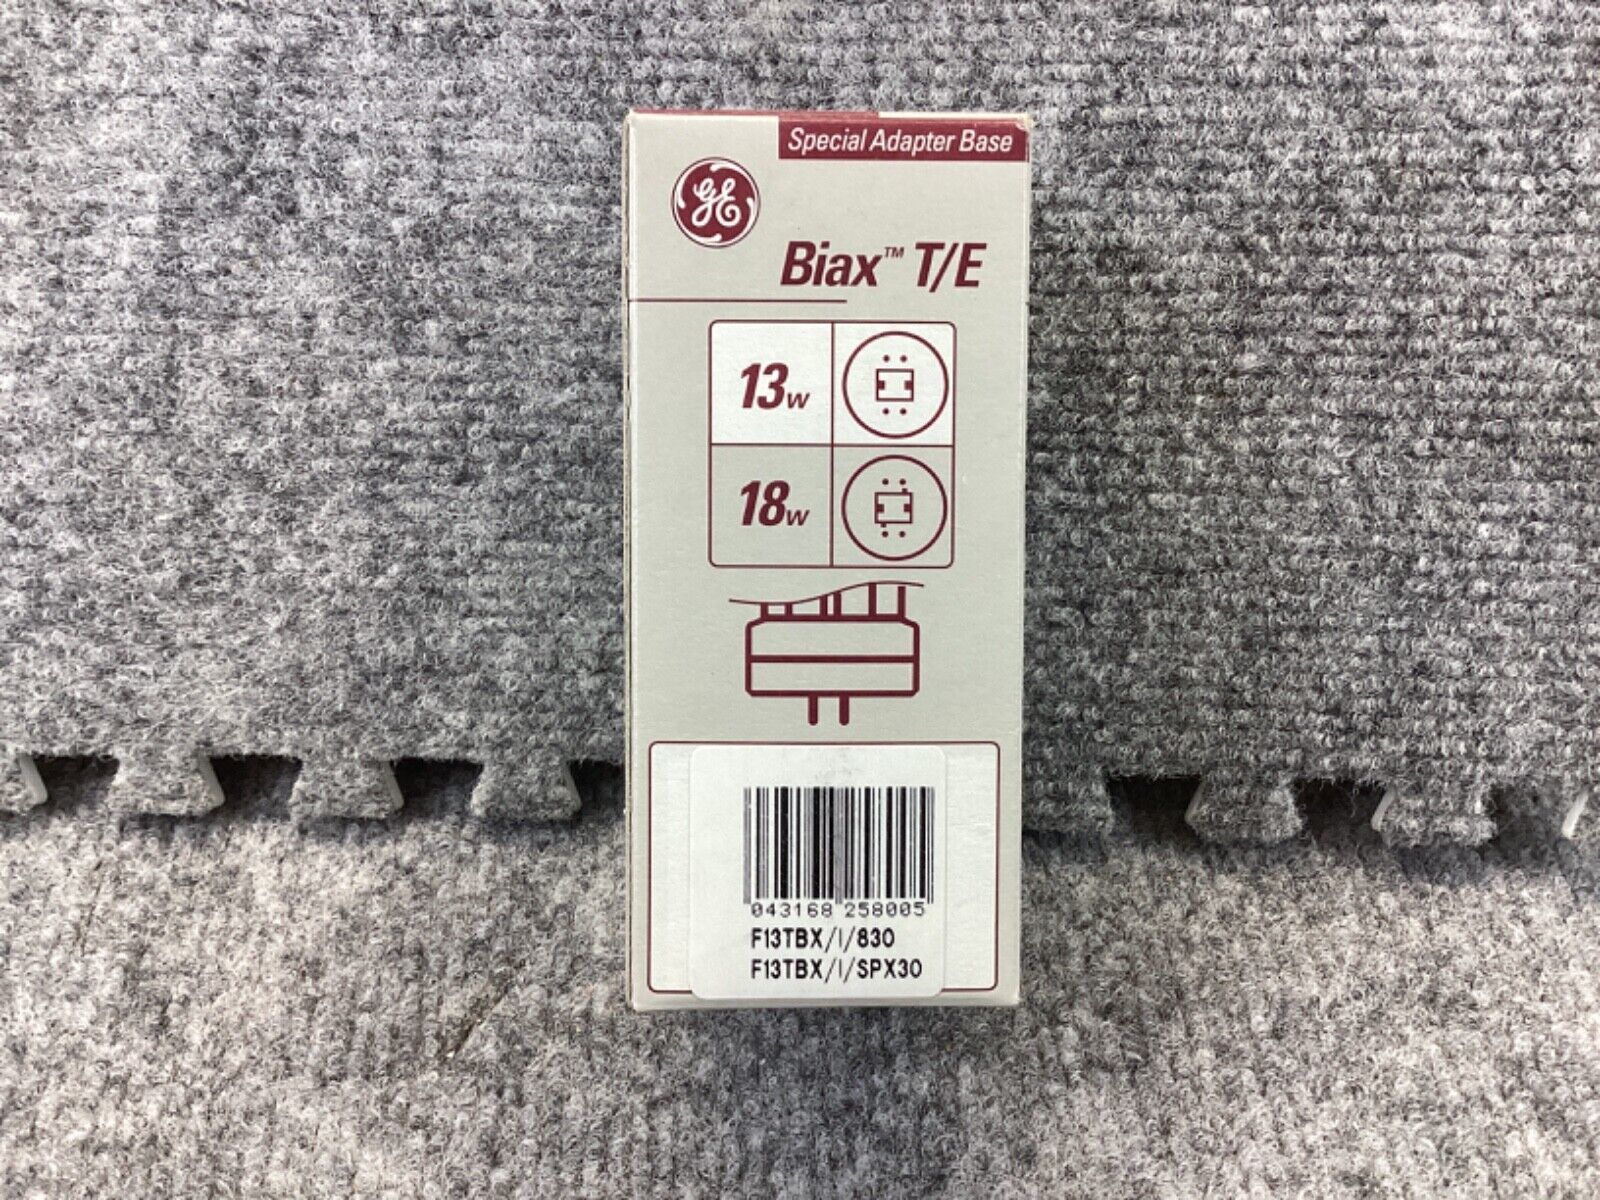 Special Adapter Base
GE
Biax™ T/E
13w
18w
043168 258005
F13TBX/I/830
F13TBX/I/SPX30